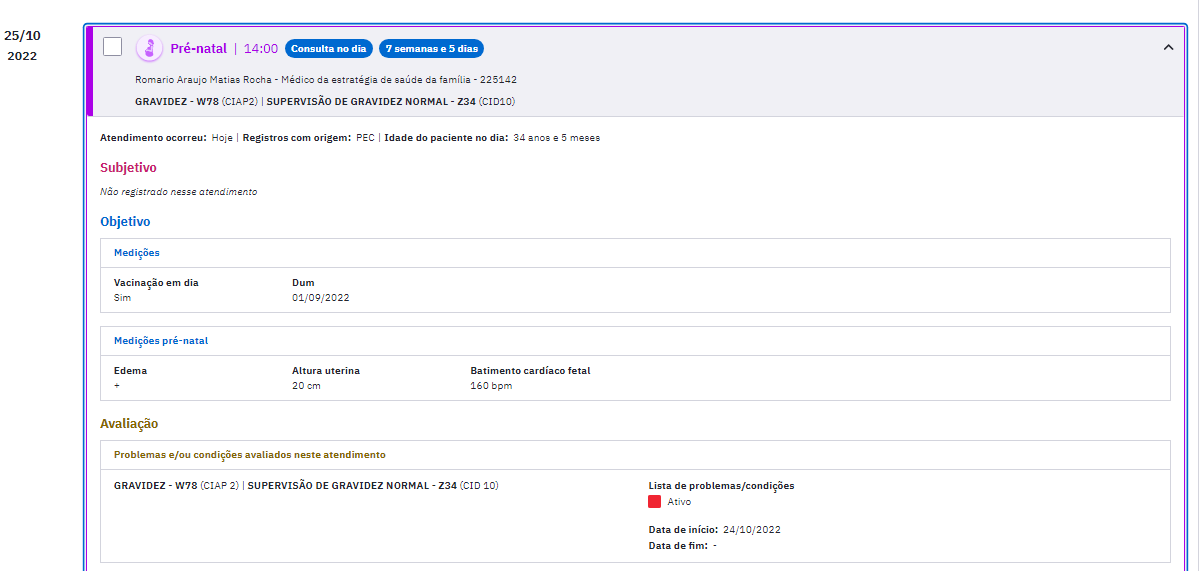 25/10
2022
Pré-natal | 14:00 Consulta no dia 7 semanas e 5 dias
Romario Araujo Matias Rocha - Médico da estratégia de saúde da família - 225142
GRAVIDEZ - W78 (CIAP2) | SUPERVISÃO DE GRAVIDEZ NORMAL - Z34 (CID10)
Atendimento ocorreu: Hoje | Registros com origem: PEC | Idade do paciente no dia: 34 anos e 5 meses
Subjetivo
Não registrado nesse atendimento
Objetivo
Medições
Vacinação em dia Dum
Sim 01/09/2022
Medições pré-natal
Edema Altura uterina Batimento cardíaco fetal
+ 20 cm 160 bpm
Avaliação
Problemas e/ou condições avaliados neste atendimento
GRAVIDEZ - W78 (CIAP 2) | SUPERVISÃO DE GRAVIDEZ NORMAL - Z34 (CID 10) Lista de problemas/condições
Ativo
Data de início: 24/10/2022
Data de fim: -